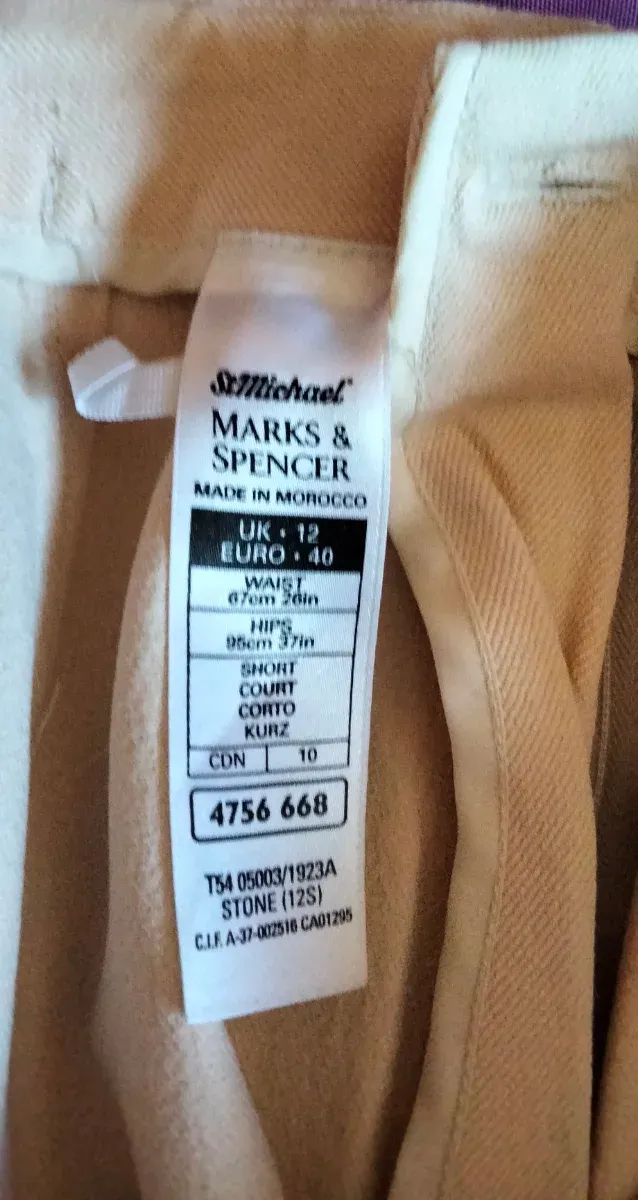 StMichael
MARKS &
SPENCER
MADE IN MOROCCO
UK • 12
EURO • 40
WAIST
67cm 26in
HIPS
95cm 37in
SHORT
COURT
CORTO
KURZ
CDN 10
4756 668
T54 05003/1923A
STONE (12S)
C.I.F. A-37-002516 CA01295